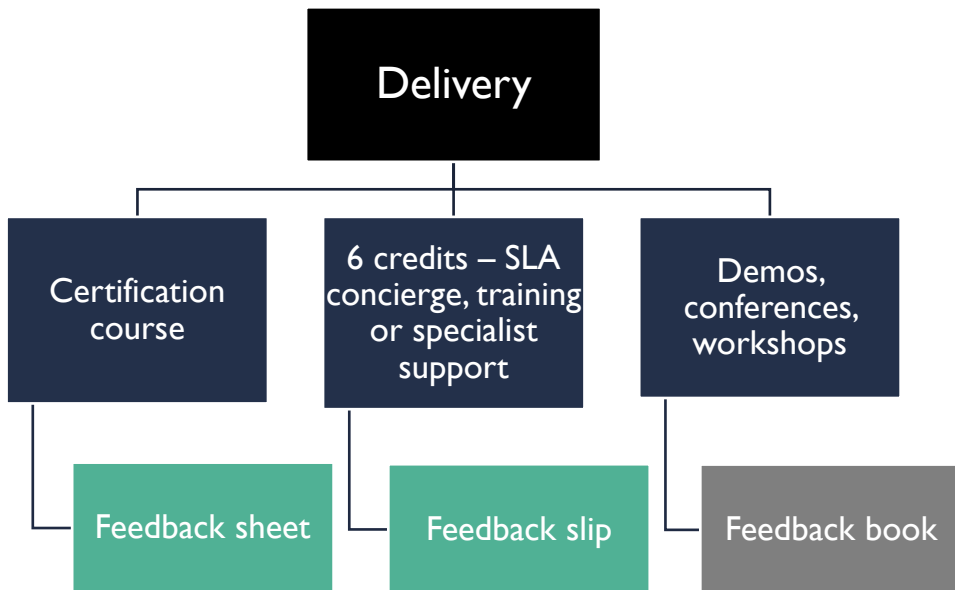 Delivery
Certification
course
6 credits – SLA
concierge, training
or specialist
support
Demos,
conferences,
workshops
Feedback sheet
Feedback slip
Feedback book